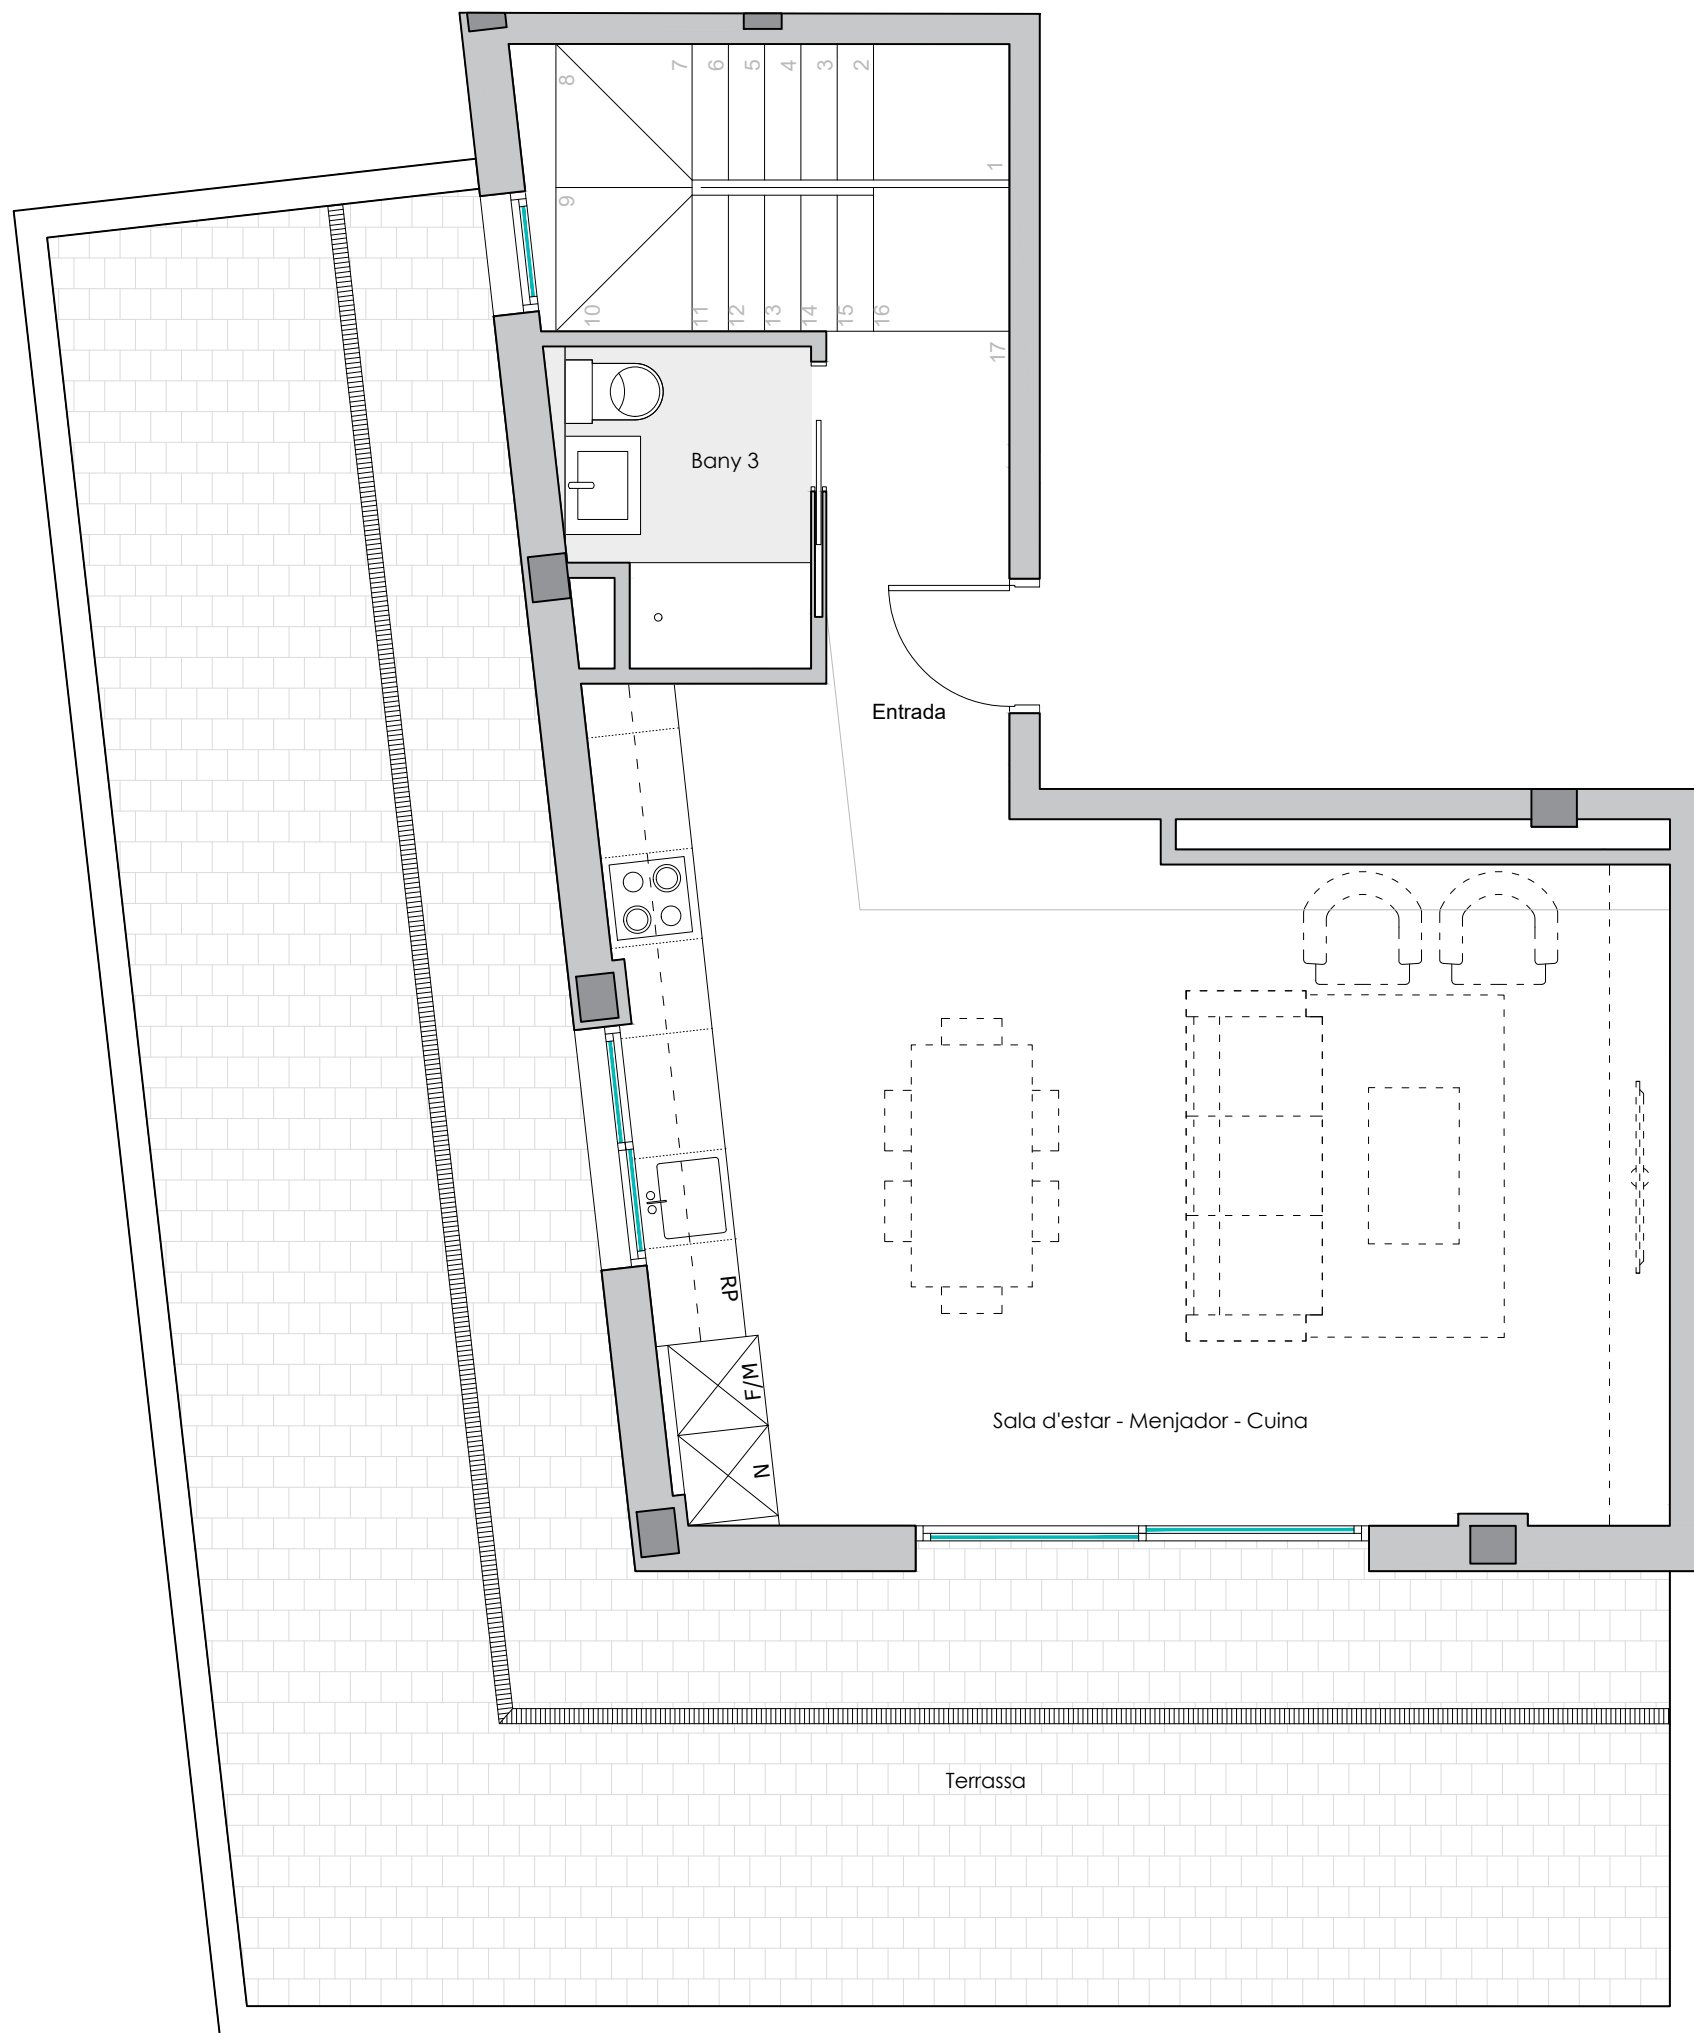 7 6 5 4 3 2
8
1
9
10 11 12 13 14 15 16
17
Bany 3
Entrada
RP
F/M
N
Sala d'estar - Menjador - Cuina
Terrassa